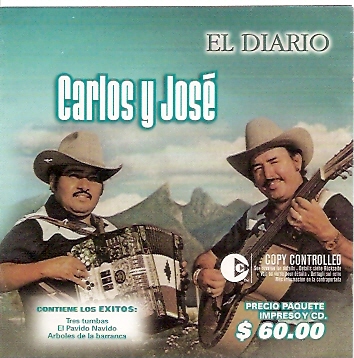 EL DIARIO
Carlos y José
COPY CONTROLLED
CONTIENE LOS EXITOS:
Tres tumbas
El Pavido Navido
Arboles de la barranca
PRECIO PAQUETE
IMPRESO Y CD.
$ 60.00